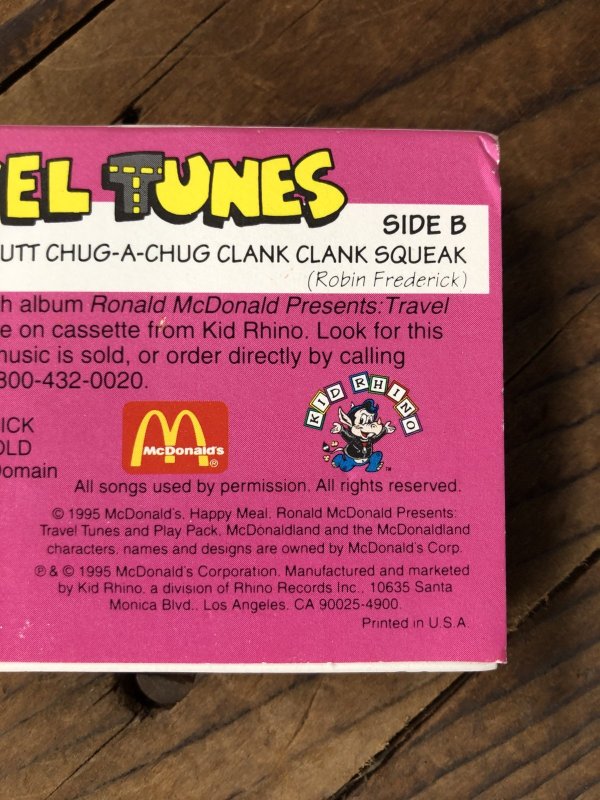 EL TUNES
SIDE B
UTT CHUG-A-CHUG CLANK CLANK SQUEAK
(Robin Frederick)
h album Ronald McDonald Presents: Travel
e on cassette from Kid Rhino. Look for this
usic is sold, or order directly by calling
800-432-0020.
ICK
OLD
omain
McDonald's
®
KID RHINO
TM
All songs used by permission. All rights reserved.
© 1995 McDonald's, Happy Meal, Ronald McDonald Presents:
Travel Tunes and Play Pack, McDonaldland and the McDonaldland
characters, names and designs are owned by McDonald's Corp.
℗ & © 1995 McDonald's Corporation. Manufactured and marketed
by Kid Rhino, a division of Rhino Records Inc., 10635 Santa
Monica Blvd., Los Angeles, CA 90025-4900.
Printed in U.S.A.